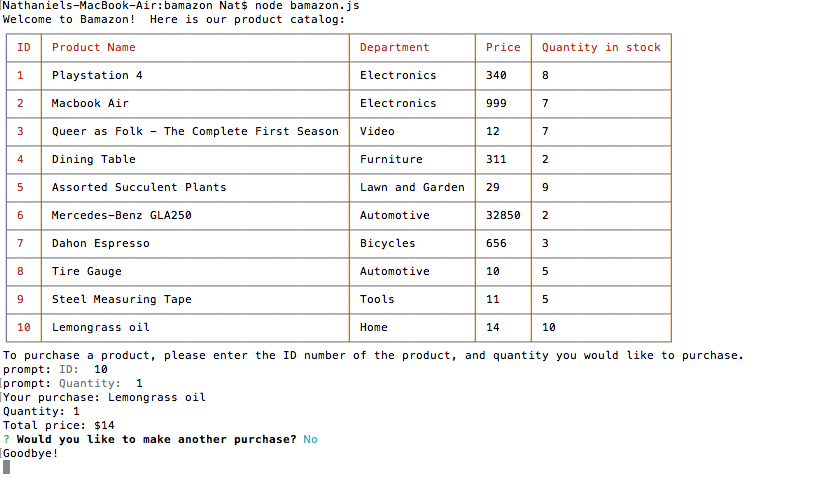 Nathaniels-MacBook-Air:bamazon Nat$ node bamazon.js
Welcome to Bamazon!  Here is our product catalog:
ID Product Name Department Price Quantity in stock
1 Playstation 4 Electronics 340 8
2 Macbook Air Electronics 999 7
3 Queer as Folk - The Complete First Season Video 12 7
4 Dining Table Furniture 311 2
5 Assorted Succulent Plants Lawn and Garden 29 9
6 Mercedes-Benz GLA250 Automotive 32850 2
7 Dahon Espresso Bicycles 656 3
8 Tire Gauge Automotive 10 5
9 Steel Measuring Tape Tools 11 5
10 Lemongrass oil Home 14 10
To purchase a product, please enter the ID number of the product, and quantity you would like to purchase.
prompt: ID:  10
prompt: Quantity:  1
Your purchase: Lemongrass oil
Quantity: 1
Total price: $14
? Would you like to make another purchase? No
Goodbye!